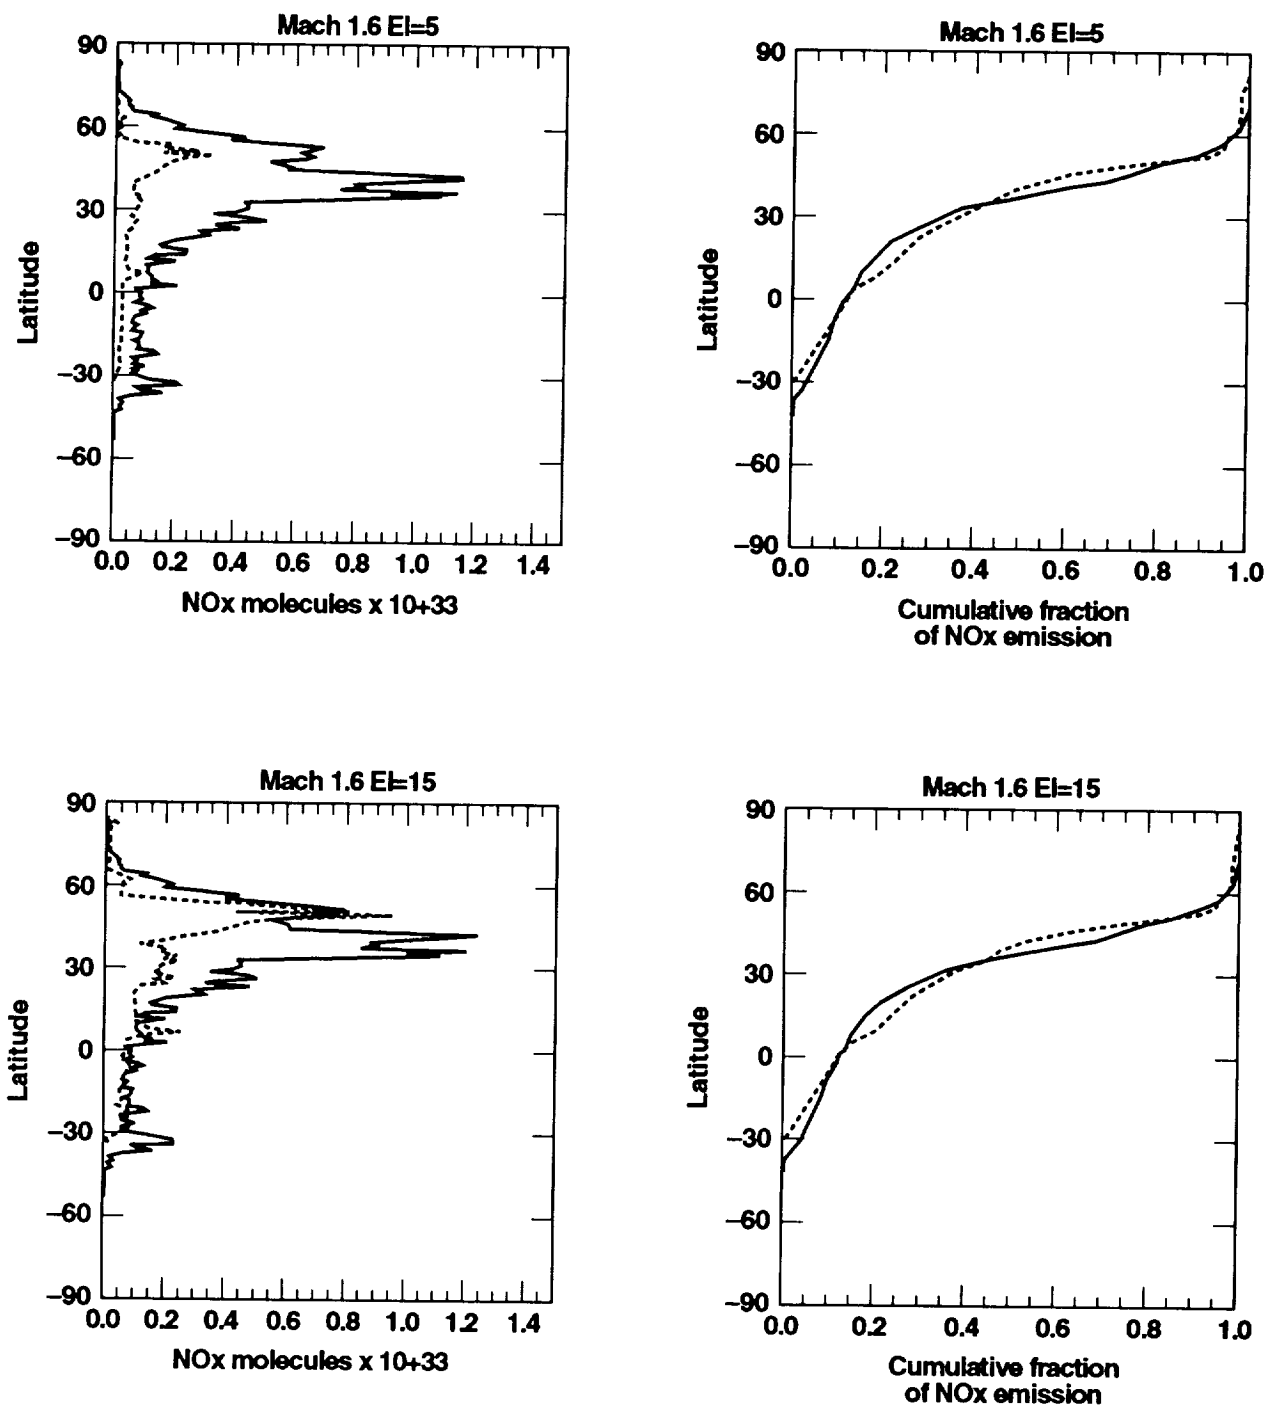 Mach 1.6 EI=5
90
60
30
0
–30
–60
–90
Latitude
0.0 0.2 0.4 0.6 0.8 1.0 1.2 1.4
NOx molecules x 10+33
Mach 1.6 EI=5
90
60
30
0
–30
–60
–90
Latitude
0.0 0.2 0.4 0.6 0.8 1.0
Cumulative fraction
of NOx emission
Mach 1.6 EI=15
90
60
30
0
–30
–60
–90
Latitude
0.0 0.2 0.4 0.6 0.8 1.0 1.2 1.4
NOx molecules x 10+33
Mach 1.6 EI=15
90
60
30
0
–30
–60
–90
Latitude
0.0 0.2 0.4 0.6 0.8 1.0
Cumulative fraction
of NOx emission